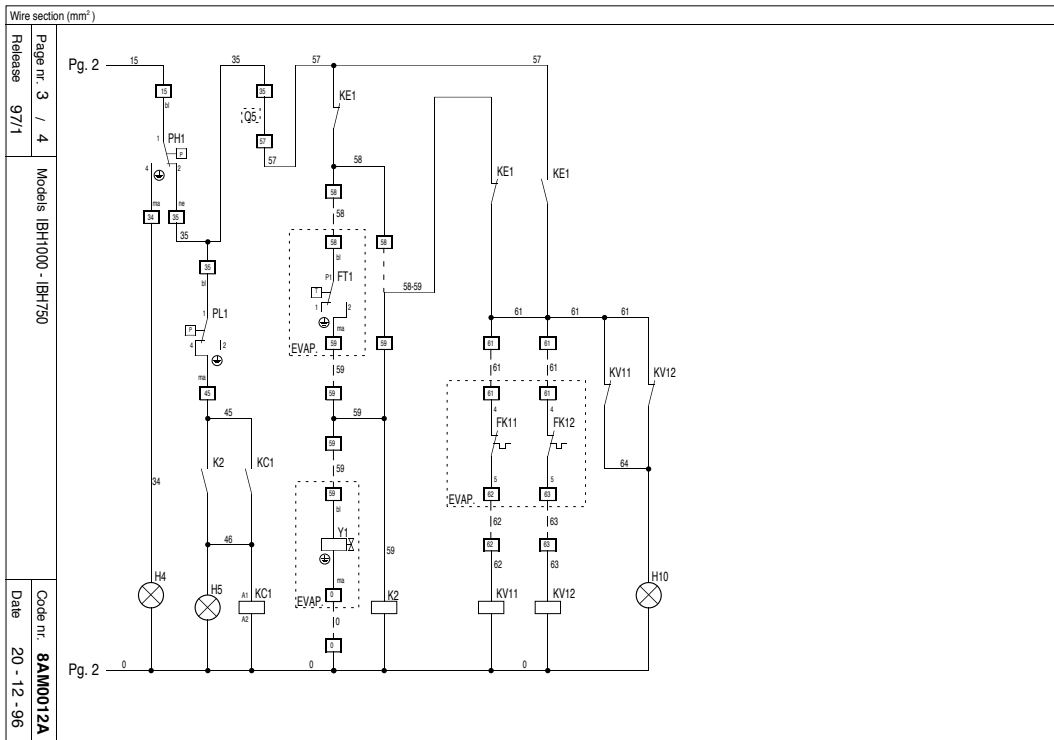 Wire section (mm²)
Page nr. 3 / 4
Release 97/1
Models IBH1000 - IBH750
Code nr. 8AM0012A
Date 20 - 12 - 96
Pg. 2
15
35
57
57
15
bl
35
Q5
57
57
KE1
1
PH1
P
4
2
ma
ne
34
35
35
58
58
58
58
58
bl
P1
FT1
T
1
2
ma
EVAP.
59
59
59
58-59
KE1
KE1
35
bl
1
PL1
P
4
2
ma
45
45
61
61
61
61
61
61
61
61
61
KV11
KV12
59
59
59
59
59
bl
4
4
FK11
FK12
5
5
EVAP.
62
63
62
63
62
63
62
63
64
K2
KC1
34
46
Y1
ma
EVAP.
0
0
0
59
H4
H5
A1
KC1
A2
K2
KV11
KV12
H10
Pg. 2
0
0
0